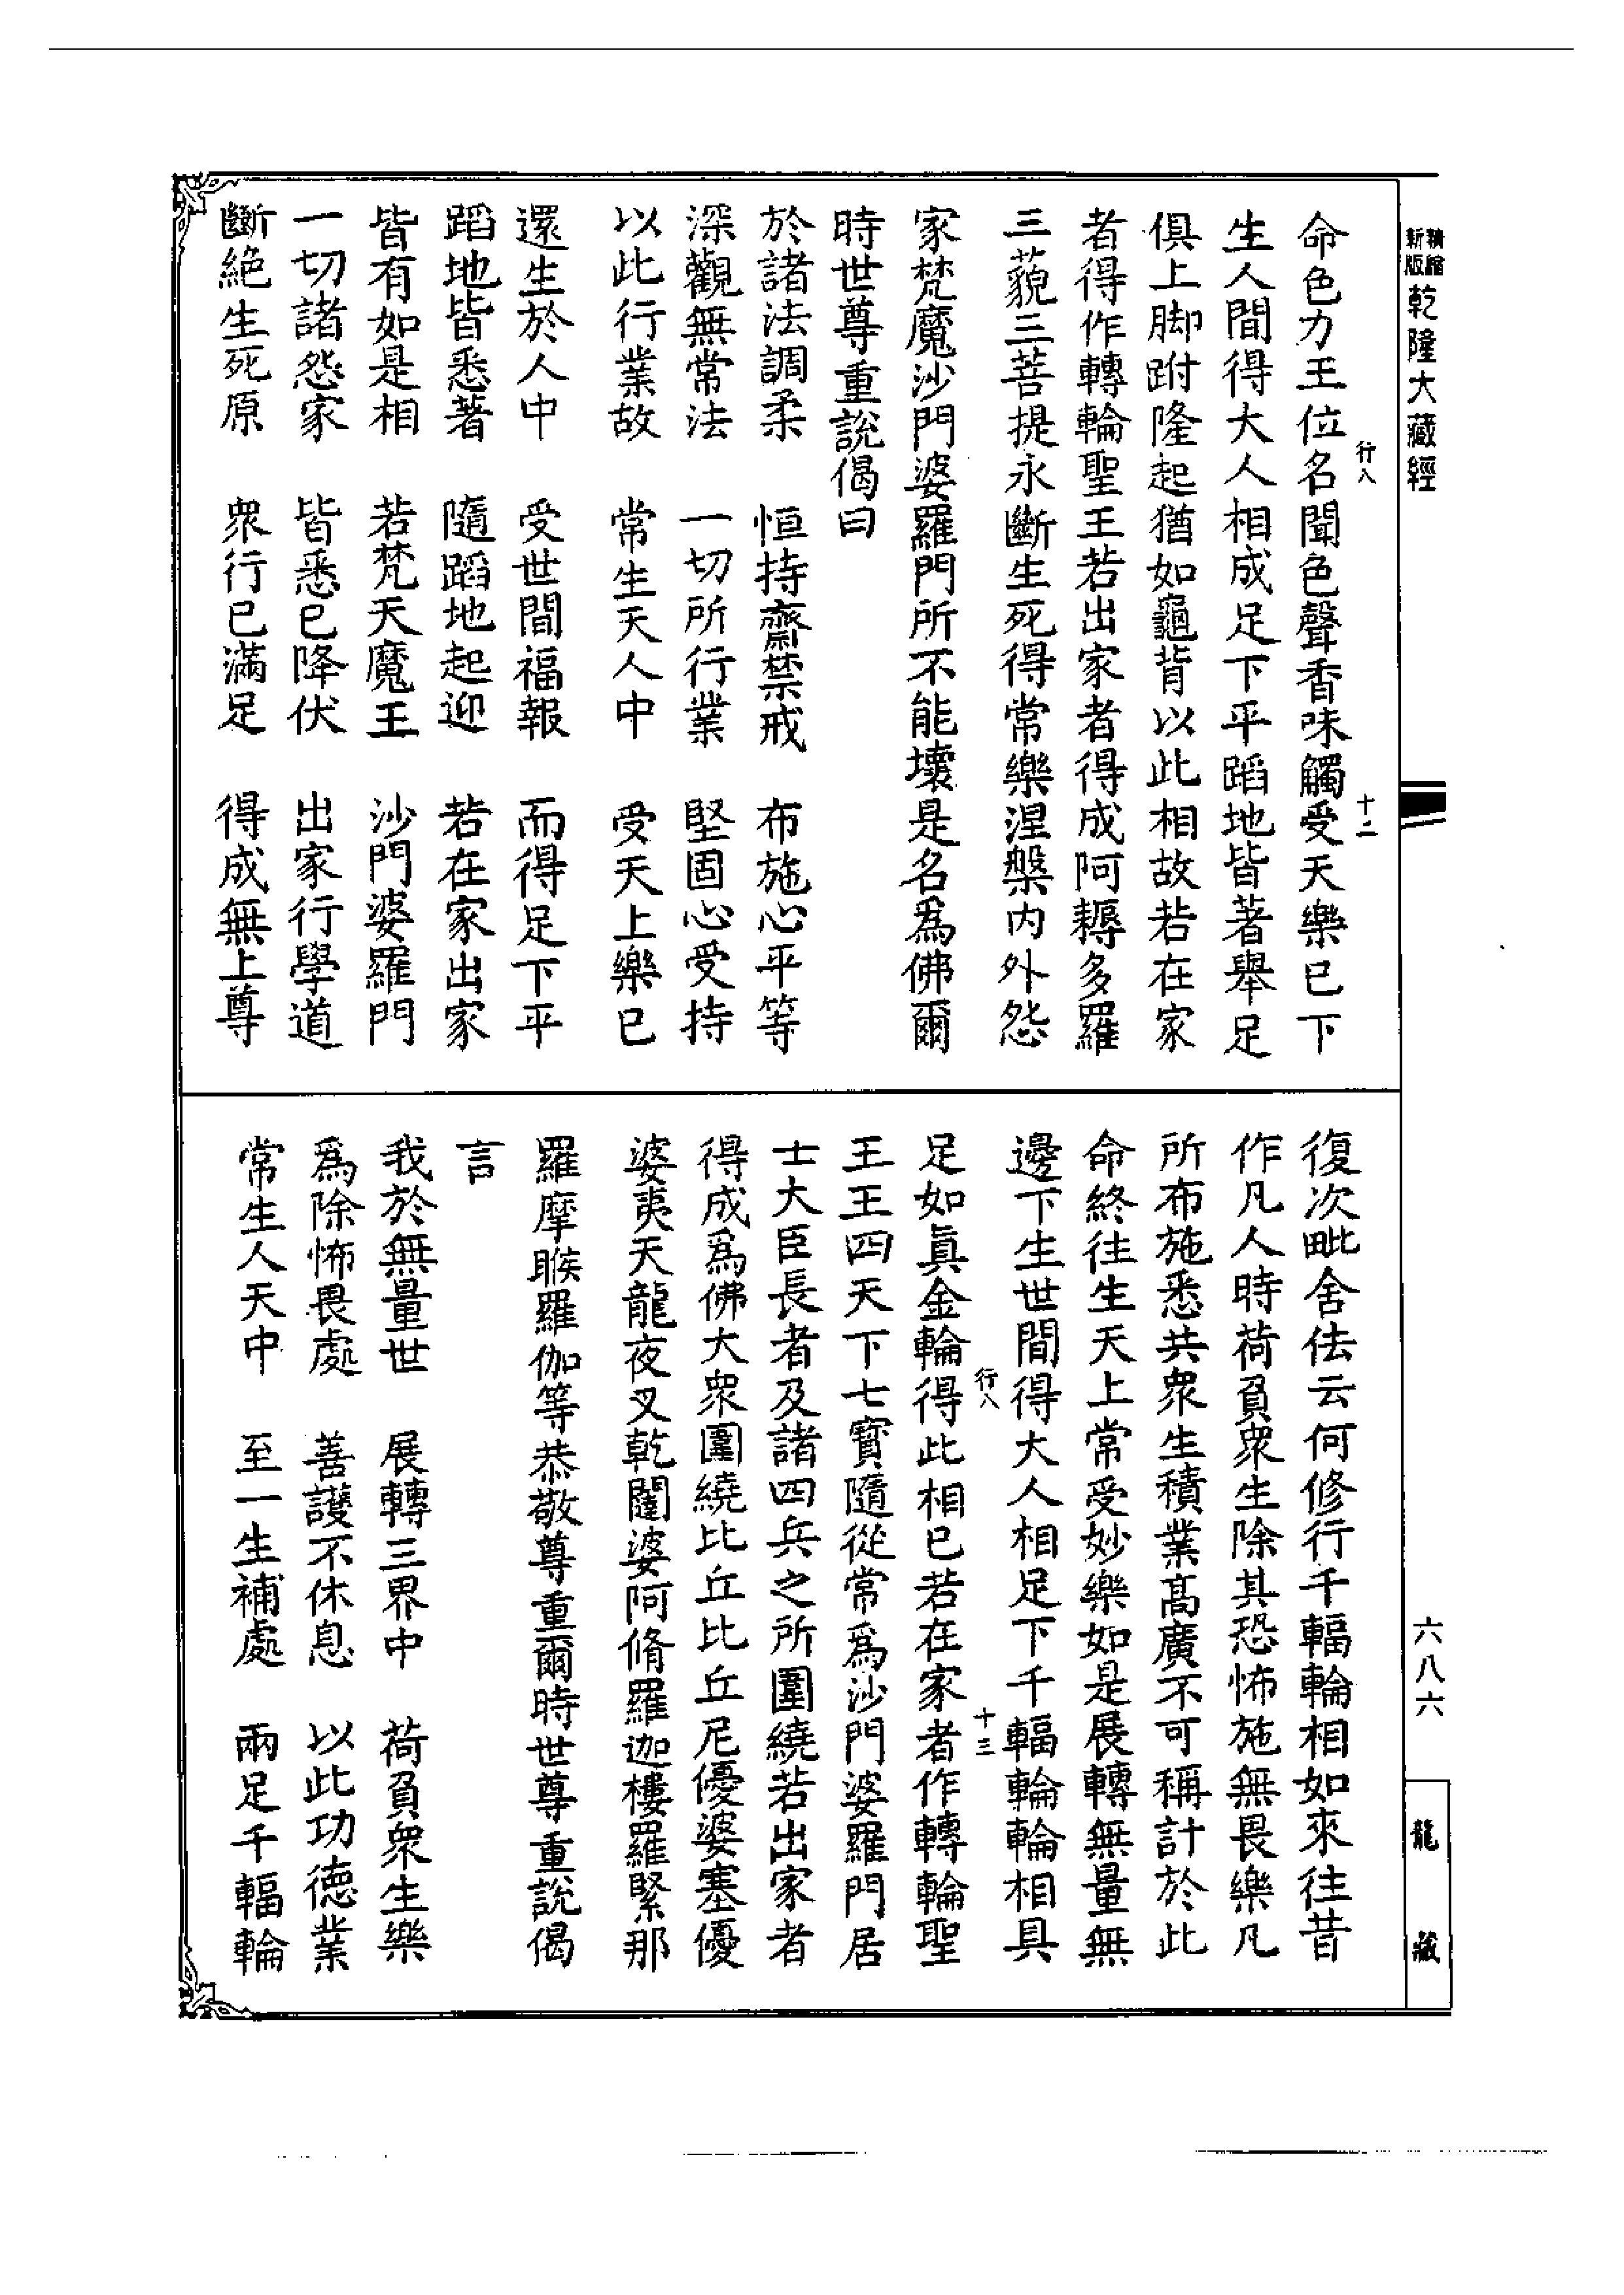 新版精縮乾隆大藏經
六八六
龍藏
行八
十二
命色力王位名聞色聲香味觸受天樂已下
生人間得大人相成足下平蹈地皆著舉足
俱上脚跗隆起猶如龜背以此相故若在家
者得作轉輪聖王若出家者得成阿耨多羅
三藐三菩提永斷生死得常樂涅槃内外怨
家梵魔沙門婆羅門所不能壞是名爲佛爾
時世尊重說偈曰
於諸法調柔 恒持齋禁戒 布施心平等
深觀無常法 一切所行業 堅固心受持
以此行業故 常生天人中 受天上樂已
還生於人中 受世間福報 而得足下平
蹈地皆悉著 隨蹈地起迎 若在家出家
皆有如是相 若梵天魔王 沙門婆羅門
一切諸怨家 皆悉已降伏 出家行學道
斷絶生死原 衆行已滿足 得成無上尊
復次毗舍佉云何修行千輻輪相如來往昔
作凡人時荷負衆生除其恐怖施無畏樂凡
所布施悉共衆生積業高廣不可稱計於此
命終往生天上常受妙樂如是展轉無量無
邊下生世間得大人相足下千輻輪輪相具
行八
十三
足如眞金輪得此相已若在家者作轉輪聖
王王四天下七寳隨從常爲沙門婆羅門居
士大臣長者及諸四兵之所圍繞若出家者
得成爲佛大衆圍繞比丘比丘尼優婆塞優
婆夷天龍夜叉乾闥婆阿脩羅迦樓羅緊那
羅摩睺羅伽等恭敬尊重爾時世尊重說偈
言
我於無量世 展轉三界中 荷負衆生樂
爲除怖畏處 善護不休息 以此功德業
常生人天中 至一生補處 兩足千輻輪